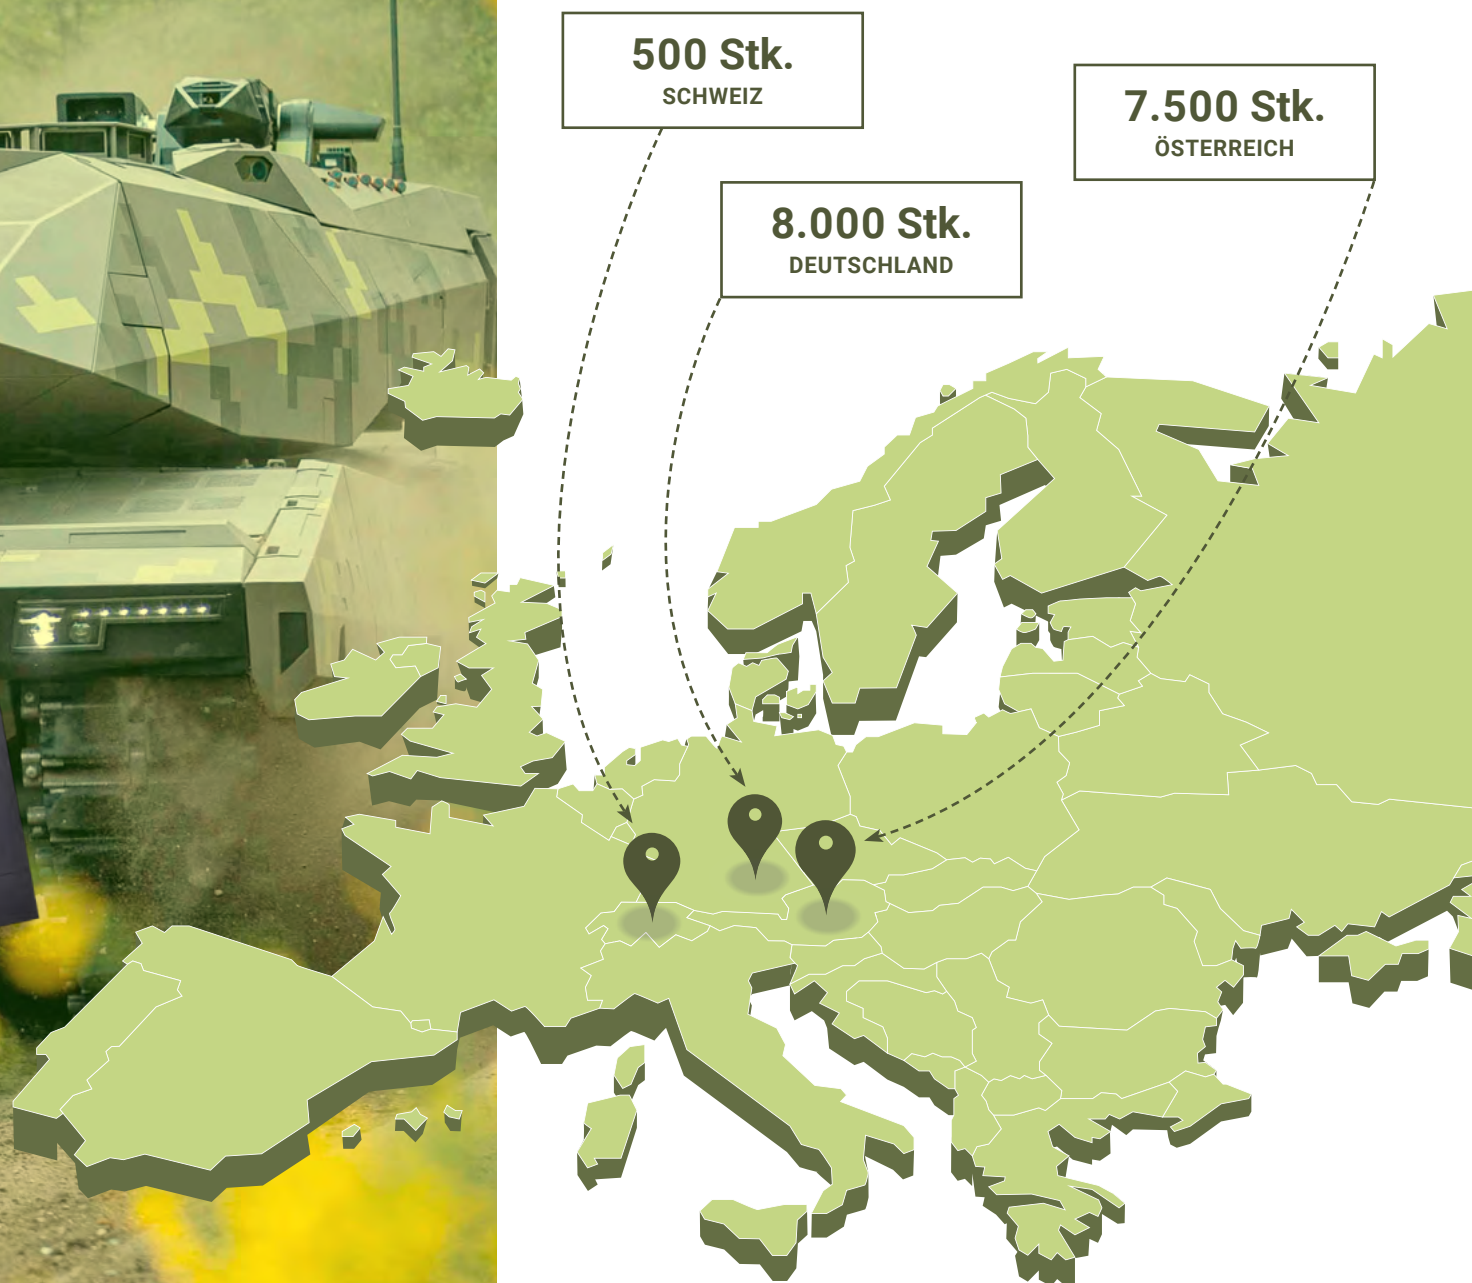 500 Stk.
SCHWEIZ
7.500 Stk.
ÖSTERREICH
8.000 Stk.
DEUTSCHLAND